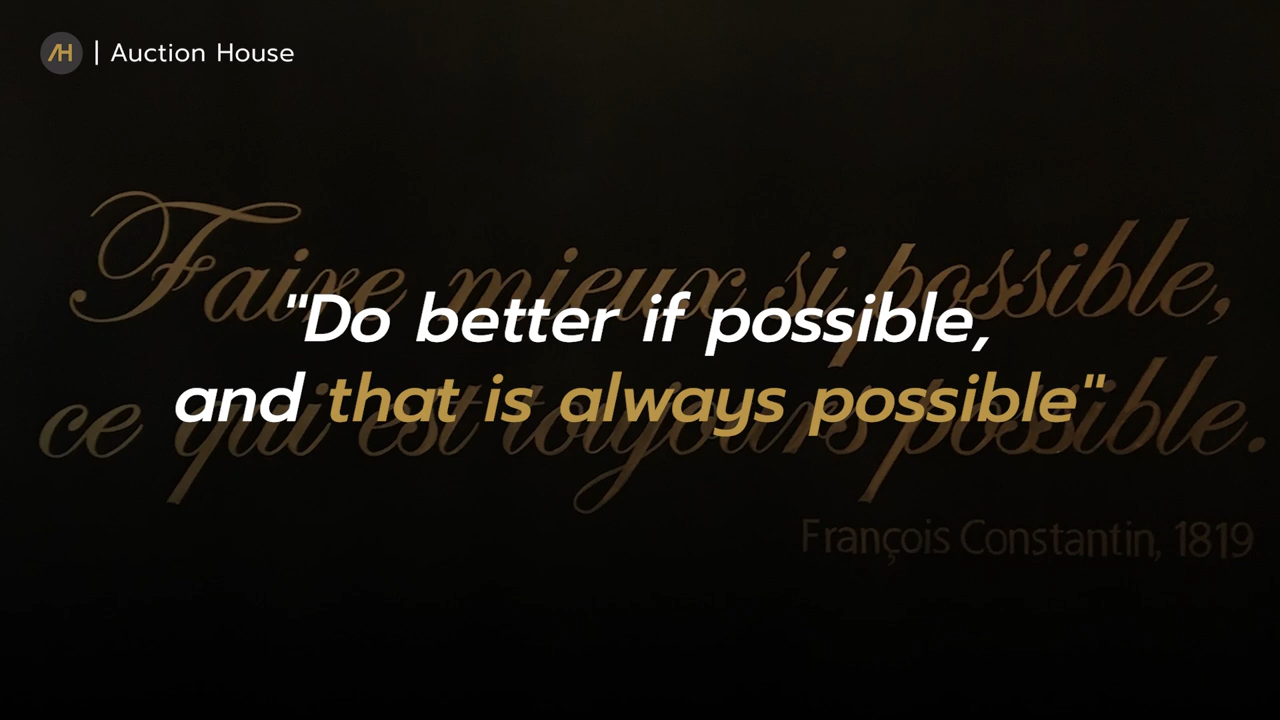 AH | Auction House
Faire mieux si possible,
"Do better if possible,
and that is always possible"
ce qui est toujours possible.
François Constantin, 1819